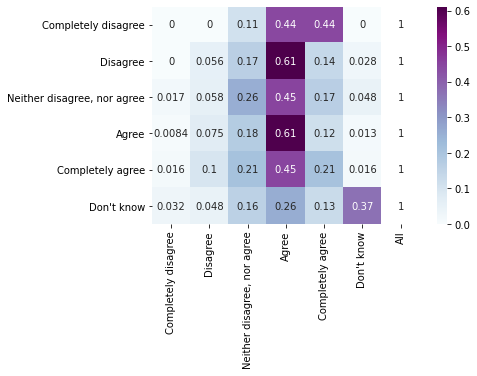 Completely disagree 0 0 0.11 0.44 0.44 0 1
Disagree 0 0.056 0.17 0.61 0.14 0.028 1
Neither disagree, nor agree 0.017 0.058 0.26 0.45 0.17 0.048 1
Agree 0.0084 0.075 0.18 0.61 0.12 0.013 1
Completely agree 0.016 0.1 0.21 0.45 0.21 0.016 1
Don't know 0.032 0.048 0.16 0.26 0.13 0.37 1
Completely disagree
Disagree
Neither disagree, nor agree
Agree
Completely agree
Don't know
All
0.6
0.5
0.4
0.3
0.2
0.1
0.0